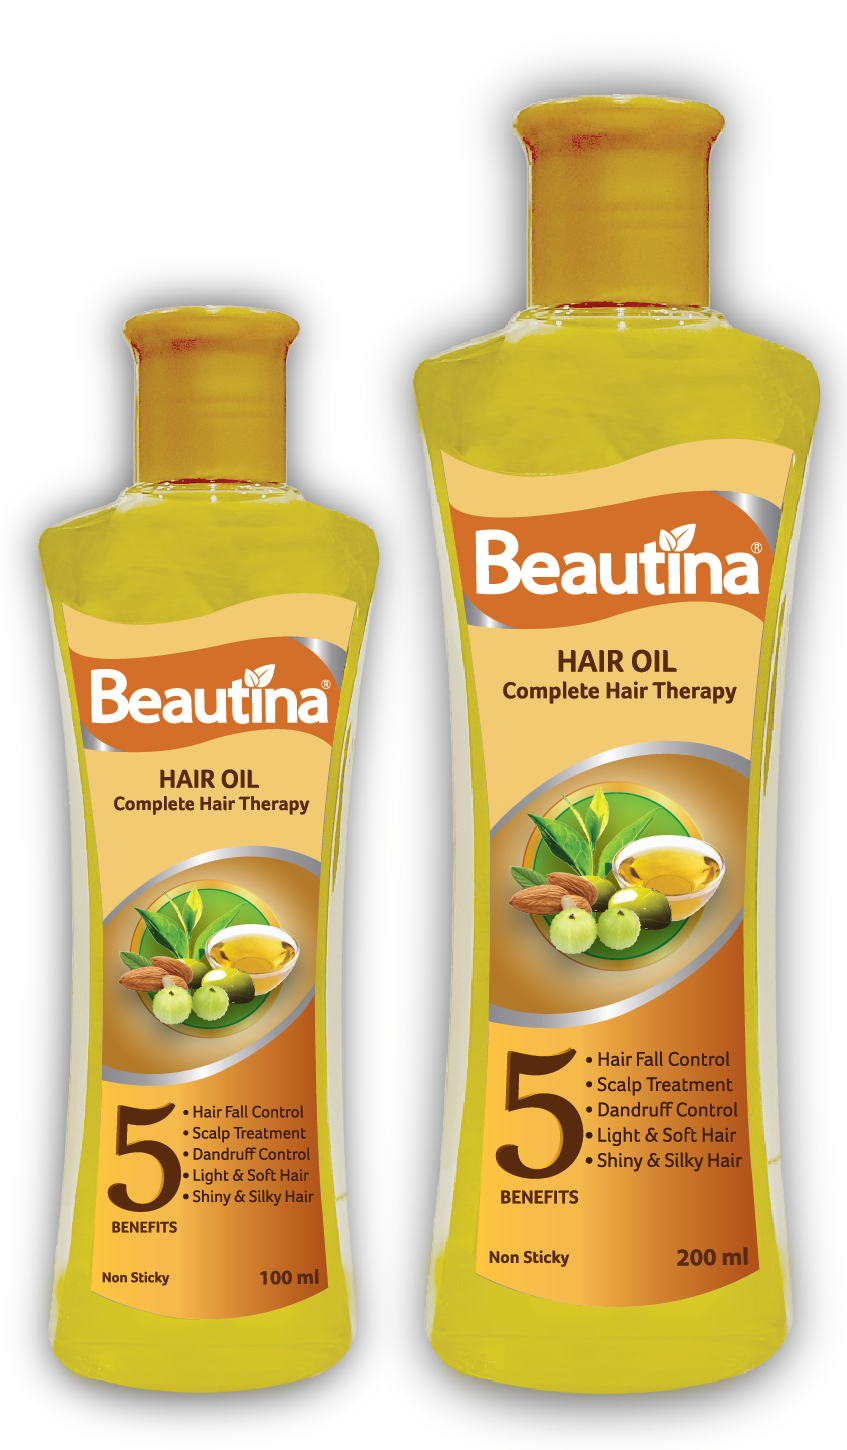 Beautina®
HAIR OIL
Complete Hair Therapy
5
BENEFITS
• Hair Fall Control
• Scalp Treatment
• Dandruff Control
• Light & Soft Hair
• Shiny & Silky Hair
Non Sticky
100 ml
Beautina®
HAIR OIL
Complete Hair Therapy
5
BENEFITS
• Hair Fall Control
• Scalp Treatment
• Dandruff Control
• Light & Soft Hair
• Shiny & Silky Hair
Non Sticky
200 ml